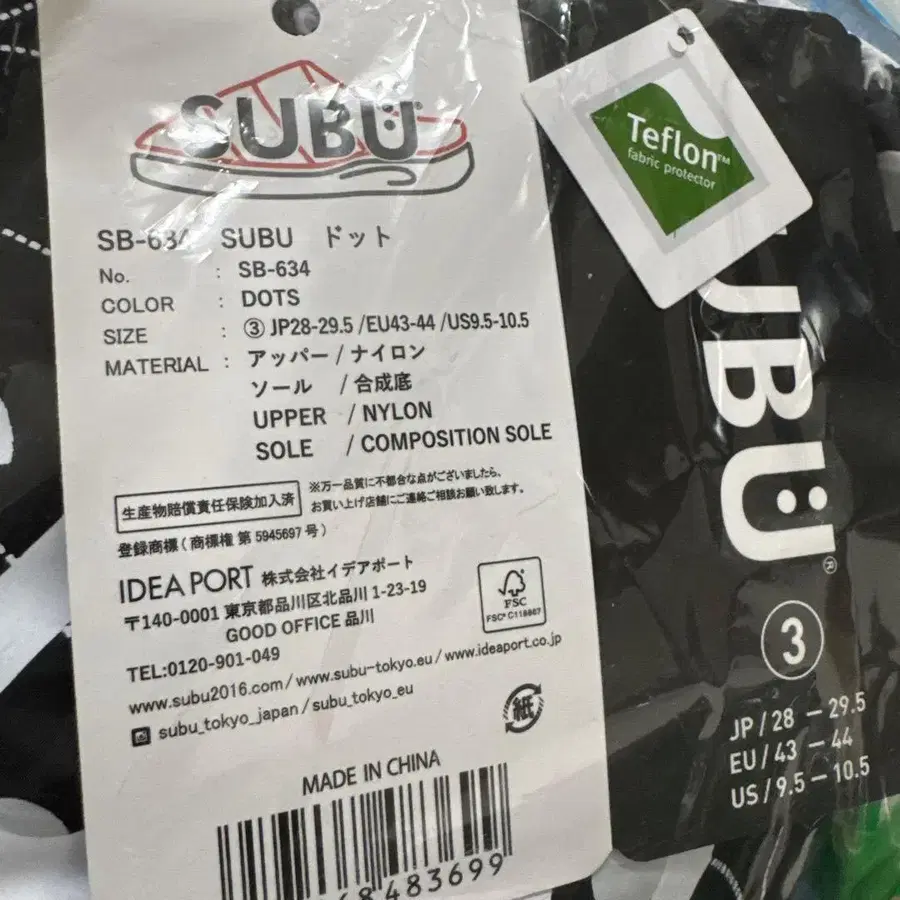 SUBU
SB-634 SUBU ドット
No. : SB-634
COLOR : DOTS
SIZE : ③ JP28-29.5 /EU43-44 /US9.5-10.5
MATERIAL : アッパー / ナイロン
ソール / 合成底
UPPER / NYLON
SOLE / COMPOSITION SOLE
生産物賠償責任保険加入済
※万一品質に不都合な点がございましたら、
お買い上げ店舗にご連絡ご相談お願い致します。
登録商標 ( 商標権 第 5945697 号 )
IDEA PORT 株式会社イデアポート
〒140-0001 東京都品川区北品川 1-23-19
GOOD OFFICE 品川
TEL:0120-901-049
www.subu2016.com / www.subu-tokyo.eu / www.ideaport.co.jp
subu_tokyo_japan / subu_tokyo_eu
FSC
紙
MADE IN CHINA
68483699
Teflon™
fabric protector
UBU®
③
JP / 28 － 29.5
EU / 43 － 44
US / 9.5 － 10.5